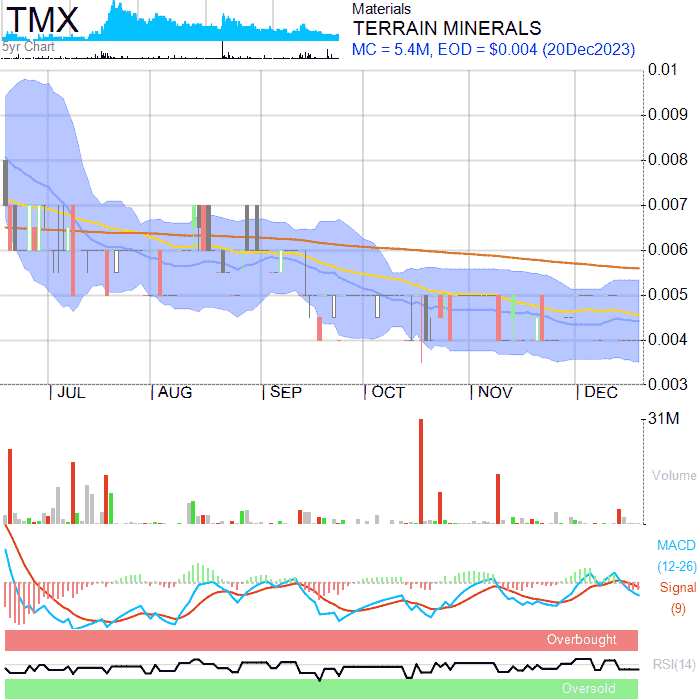 TMX
5yr Chart
Materials
TERRAIN MINERALS
MC = 5.4M, EOD = $0.004 (20Dec2023)
0.01
0.009
0.008
0.007
0.006
0.005
0.004
0.003
JUL AUG SEP OCT NOV DEC
31M
Volume
MACD
(12-26)
Signal
(9)
Overbought
RSI(14)
Oversold